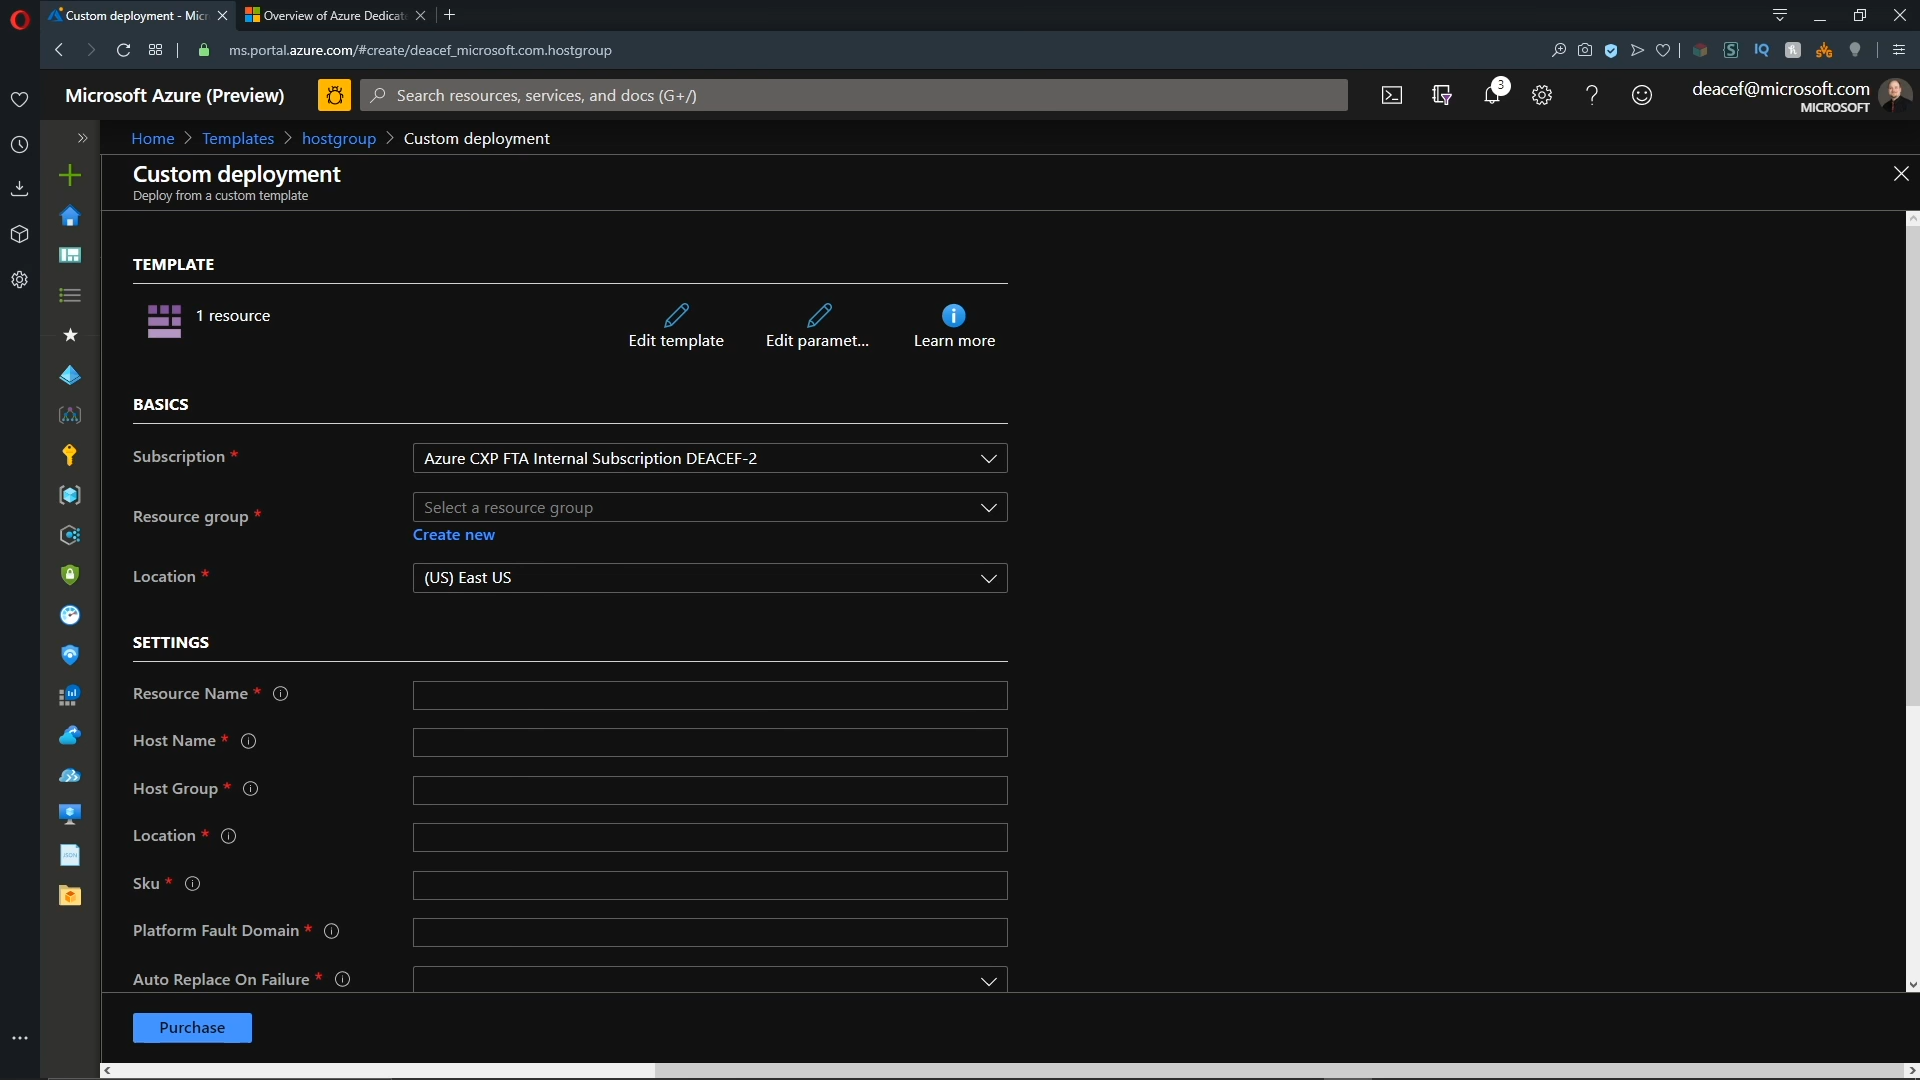 Custom deployment - Micr
Overview of Azure Dedicat
ms.portal.azure.com/#create/deacef_microsoft.com.hostgroup
Microsoft Azure (Preview)
Search resources, services, and docs (G+/)
3
deacef@microsoft.com
MICROSOFT
Home > Templates > hostgroup > Custom deployment
Custom deployment
Deploy from a custom template
TEMPLATE
1 resource
Edit template
Edit paramet...
Learn more
BASICS
Subscription *
Azure CXP FTA Internal Subscription DEACEF-2
Resource group *
Select a resource group
Create new
Location *
(US) East US
SETTINGS
Resource Name *
Host Name *
Host Group *
Location *
Sku *
Platform Fault Domain *
Auto Replace On Failure *
Purchase